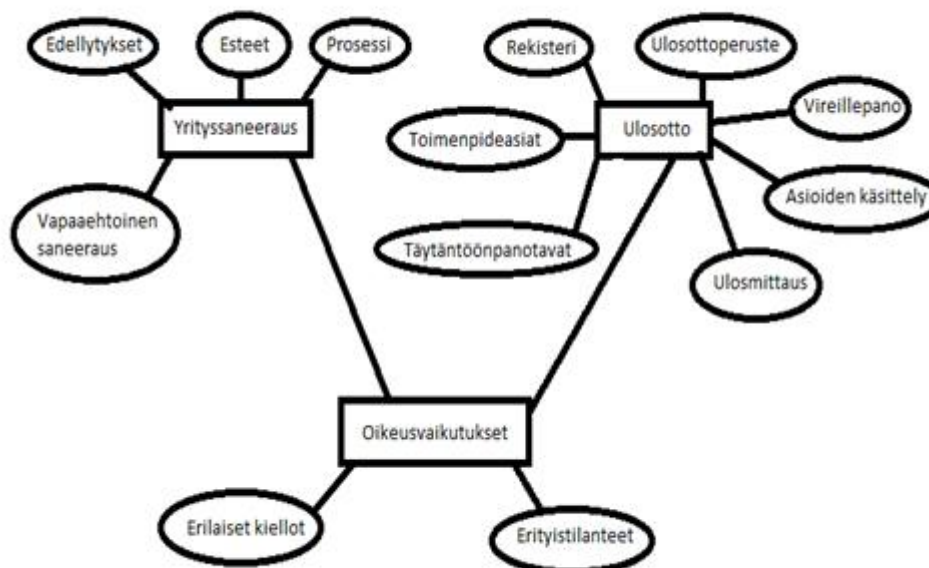 Edellytykset
Esteet
Prosessi
Yrityssaneeraus
Vapaaehtoinen
saneeraus
Rekisteri
Ulosottoperuste
Ulosotto
Vireillepano
Toimenpideasiat
Asioiden käsittely
Täytäntöönpanotavat
Ulosmittaus
Oikeusvaikutukset
Erilaiset kiellot
Erityistilanteet